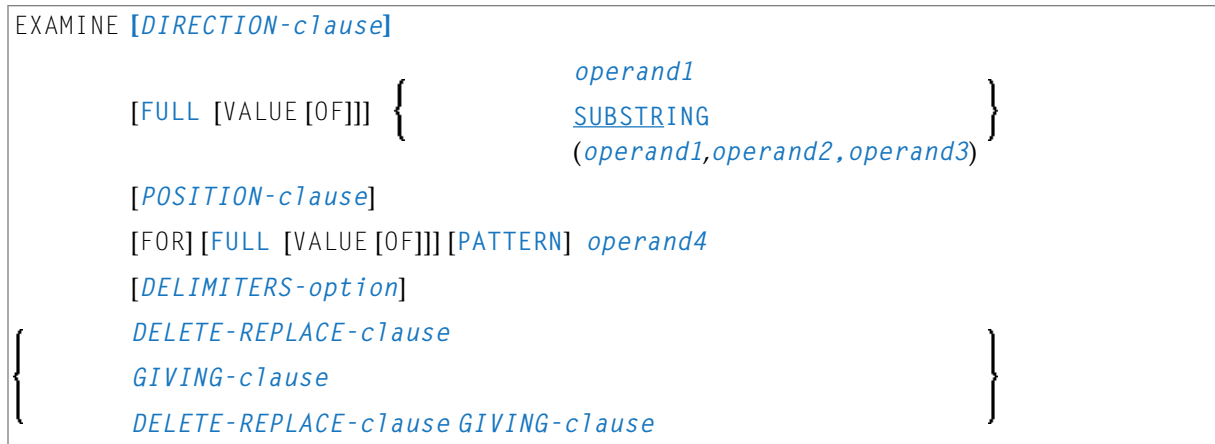 EXAMINE [DIRECTION-clause]
operand1
[FULL [VALUE [OF]]] {
SUBSTRING
}
(operand1,operand2,operand3)
[POSITION-clause]
[FOR] [FULL [VALUE [OF]]] [PATTERN] operand4
[DELIMITERS-option]
DELETE-REPLACE-clause
{ GIVING-clause }
DELETE-REPLACE-clause GIVING-clause